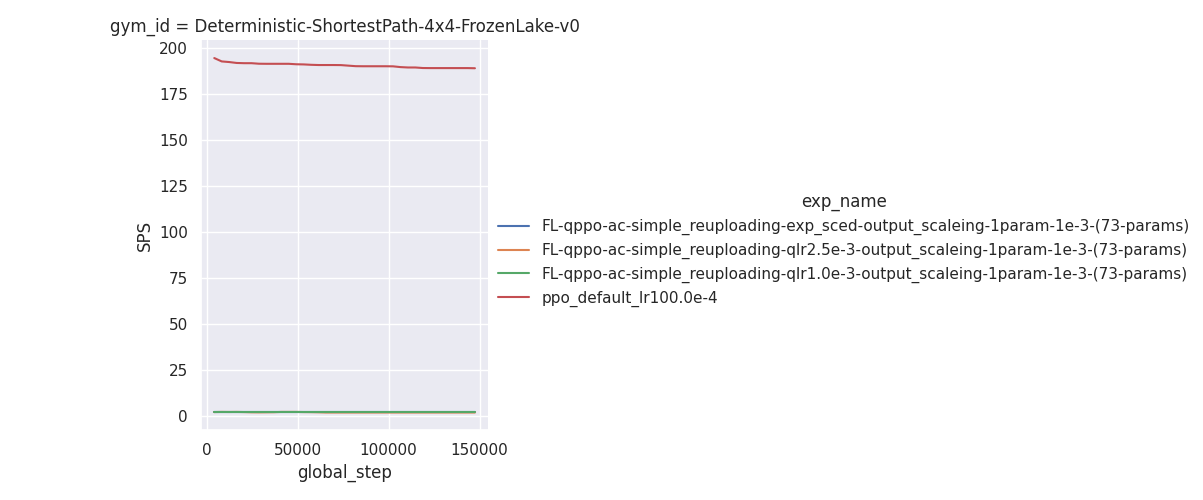 gym_id = Deterministic-ShortestPath-4x4-FrozenLake-v0
200
175
150
125
100
75
50
25
0
SPS
0 50000 100000 150000
global_step
exp_name
FL-qppo-ac-simple_reuploading-exp_sced-output_scaleing-1param-1e-3-(73-params)
FL-qppo-ac-simple_reuploading-qlr2.5e-3-output_scaleing-1param-1e-3-(73-params)
FL-qppo-ac-simple_reuploading-qlr1.0e-3-output_scaleing-1param-1e-3-(73-params)
ppo_default_lr100.0e-4